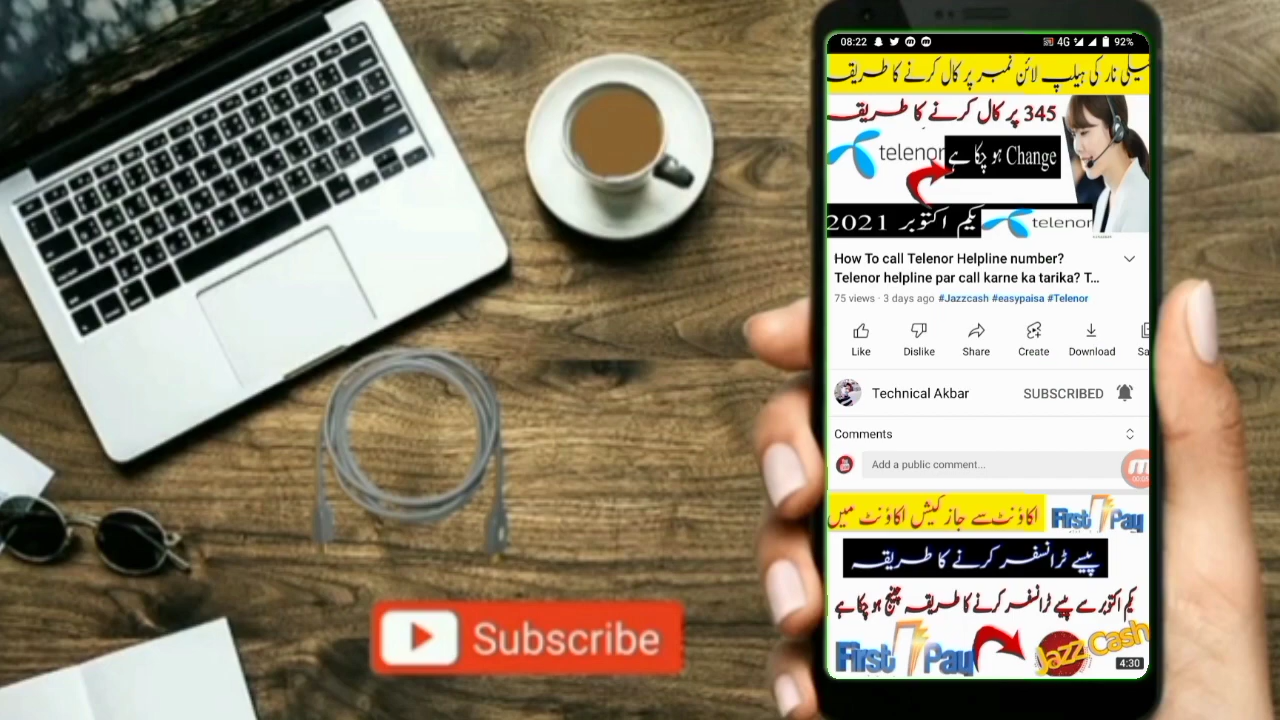 08:22
4G
92%
ٹیلی نار کی ہیلپ لائن نمبر پر کال کرنے کا طریقہ
345 پر کال کرنے کا طریقہ
telenor
Change ہو چکا ہے
یکم اکتوبر 2021
telenor
How To call Telenor Helpline number?
Telenor helpline par call karne ka tarika? T...
75 views · 3 days ago #Jazzcash #easypaisa #Telenor
Like
Dislike
Share
Create
Download
Sa
Technical Akbar
SUBSCRIBED
Comments
Add a public comment...
اکاؤنٹ سے جاز کیش اکاؤنٹ میں
First Pay
پیسے ٹرانسفر کرنے کا طریقہ
یکم اکتوبر سے پیسے ٹرانسفر کرنے کا طریقہ چینج ہو چکا ہے
First Pay
JazzCash
4:30
Subscribe